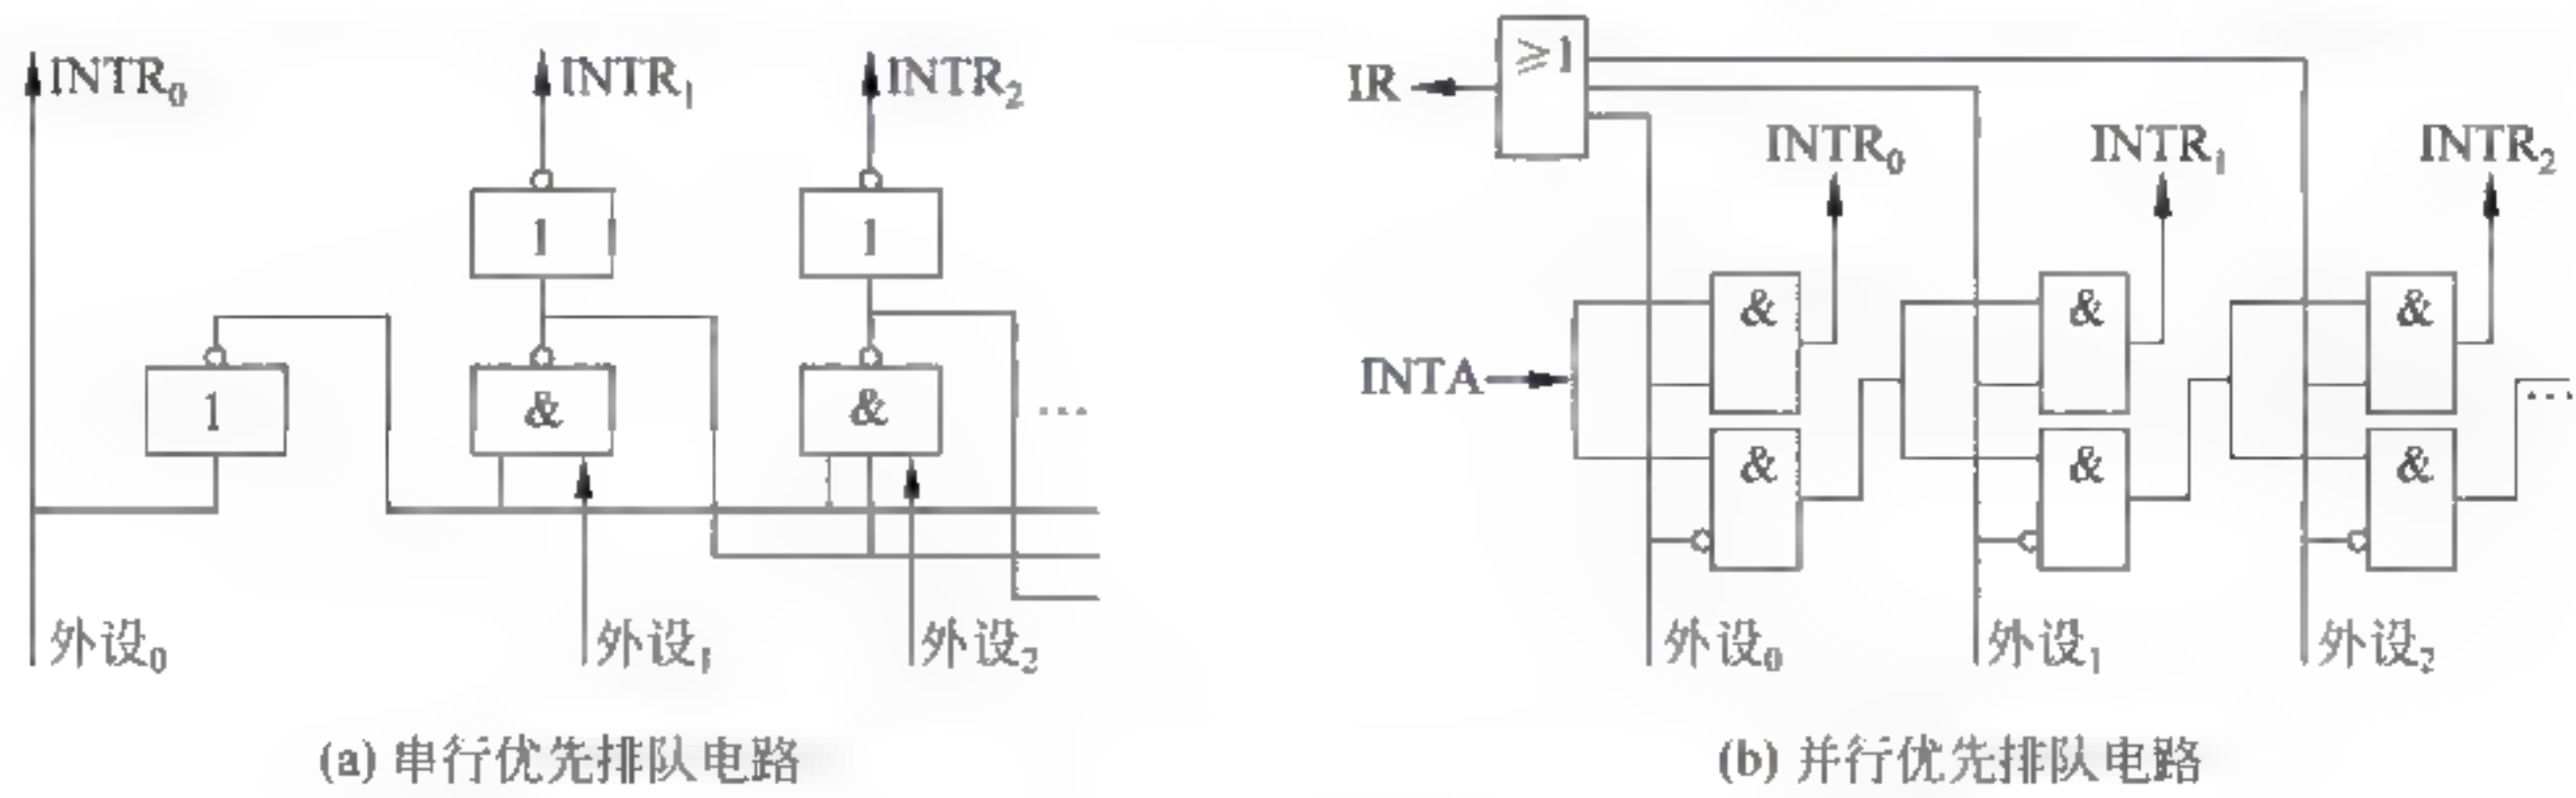 INTR₀
INTR₁
INTR₂
1
1
1
&
&
...
外设₀
外设₁
外设₂
(a) 串行优先排队电路
≥1
IR
INTR₀
INTR₁
INTR₂
&
&
&
INTA
...
&
&
&
外设₀
外设₁
外设₂
(b) 并行优先排队电路